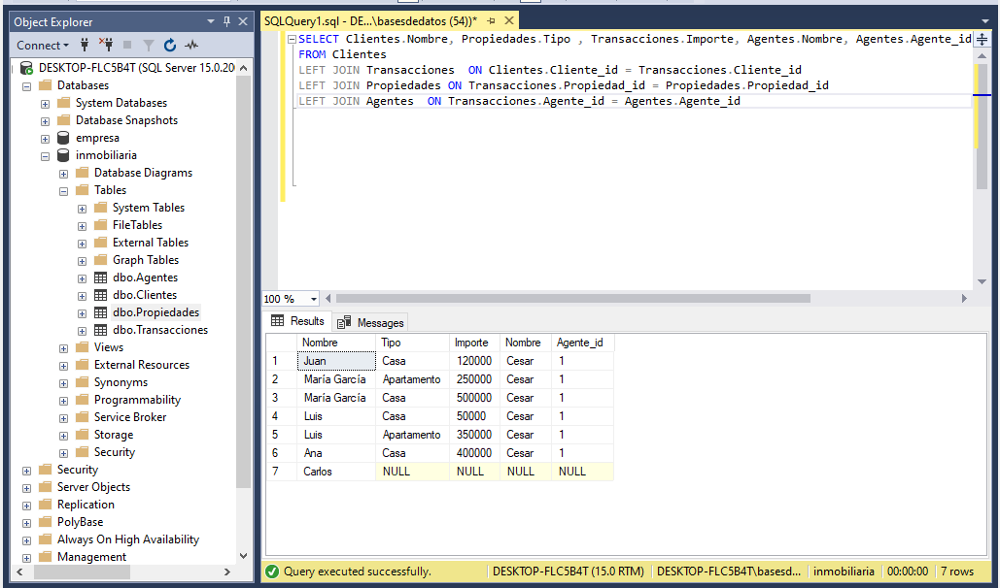 Object Explorer
Connect
DESKTOP-FLC5B4T (SQL Server 15.0.20
Databases
System Databases
Database Snapshots
empresa
inmobiliaria
Database Diagrams
Tables
System Tables
FileTables
External Tables
Graph Tables
dbo.Agentes
dbo.Clientes
dbo.Propiedades
dbo.Transacciones
Views
External Resources
Synonyms
Programmability
Service Broker
Storage
Security
Security
Server Objects
Replication
PolyBase
Always On High Availability
Management
SQLQuery1.sql - DE...\basesdedatos (54))*
SELECT Clientes.Nombre, Propiedades.Tipo , Transacciones.Importe, Agentes.Nombre, Agentes.Agente_id
FROM Clientes
LEFT JOIN Transacciones  ON Clientes.Cliente_id = Transacciones.Cliente_id
LEFT JOIN Propiedades ON Transacciones.Propiedad_id = Propiedades.Propiedad_id
LEFT JOIN Agentes  ON Transacciones.Agente_id = Agentes.Agente_id
100 %
Results Messages
Nombre Tipo Importe Nombre Agente_id
1 Juan Casa 120000 Cesar 1
2 María García Apartamento 250000 Cesar 1
3 María García Casa 500000 Cesar 1
4 Luis Casa 50000 Cesar 1
5 Luis Apartamento 350000 Cesar 1
6 Ana Casa 400000 Cesar 1
7 Carlos NULL NULL NULL NULL
Query executed successfully. DESKTOP-FLC5B4T (15.0 RTM) DESKTOP-FLC5B4T\basesd... inmobiliaria 00:00:00 7 rows